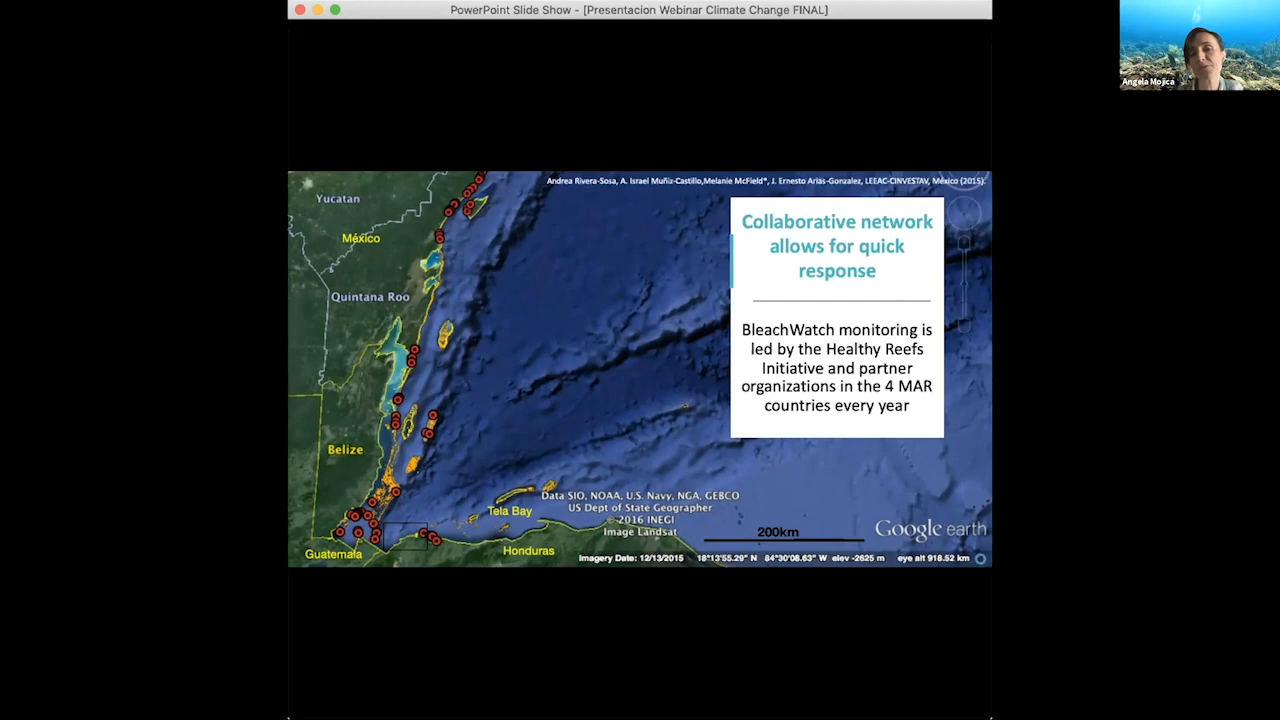 PowerPoint Slide Show - [Presentacion Webinar Climate Change FINAL]
Angela Mojica
Andrea Rivera-Sosa, A. Israel Muñiz-Castillo,Melanie McField*, J. Ernesto Arias-Gonzalez, LEEAC-CINVESTAV, México (2015).
Yucatan
México
Quintana Roo
Belize
Guatemala
Tela Bay
Honduras
Collaborative network
allows for quick
response
BleachWatch monitoring is
led by the Healthy Reefs
Initiative and partner
organizations in the 4 MAR
countries every year
Data SIO, NOAA, U.S. Navy, NGA, GEBCO
US Dept of State Geographer
© 2016 INEGI
Image Landsat
200km
Google earth
Imagery Date: 12/13/2015 18°13'55.29" N 84°30'08.63" W elev -2625 m eye alt 918.52 km